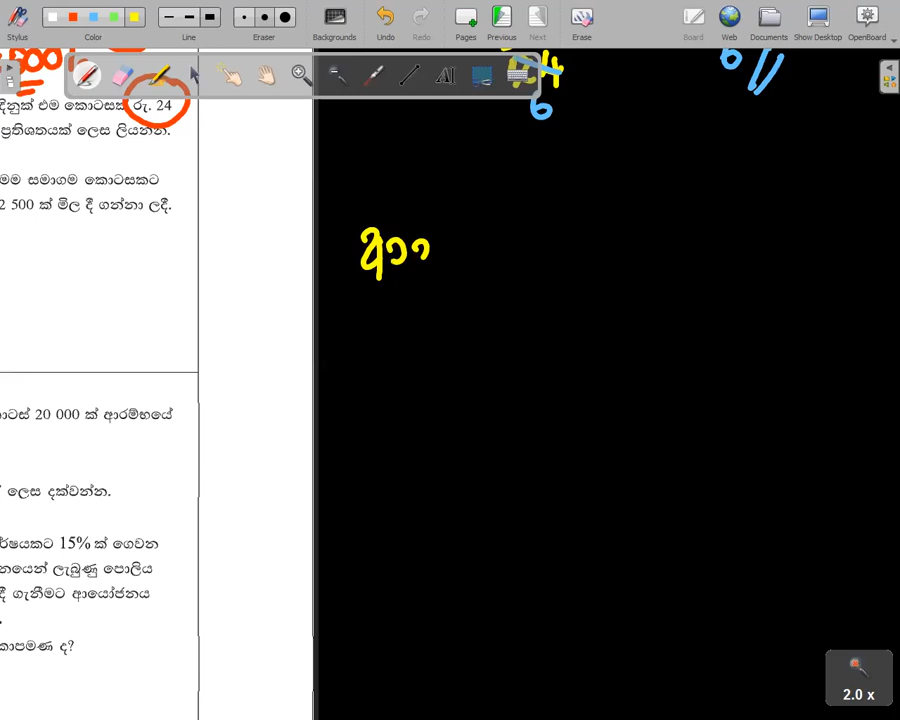 Color
Line
Eraser
Backgrounds
Undo
Redo
Pages
Previous
Next
Erase
Board
Web
Documents
Show Desktop
OpenBoard
Stylus
දිනුක් එම කොටසක් රු. 24
ප්‍රතිශතයක් ලෙස ලියන්න.
මම සමාගම කොටසකට
2 500 ක් මිල දී ගන්නා ලදී.
6
ටස් 20 000 ක් ආරම්භයේ
ලෙස දක්වන්න.
15% ක් ගෙවන
ලැබුණු පොලිය
දී ගැනීමට ආයෝජනය
කොපමණ ද?
2.0 x